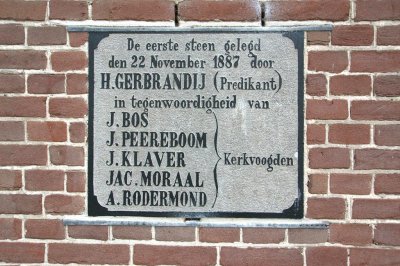 De eerste steen gelegd
den 22 November 1887 door
H. GERBRANDIJ (Predikant)
in tegenwoordigheid van
J. BOS
J. PEEREBOOM
J. KLAVER Kerkvoogden
JAC. MORAAL
A. RODERMOND